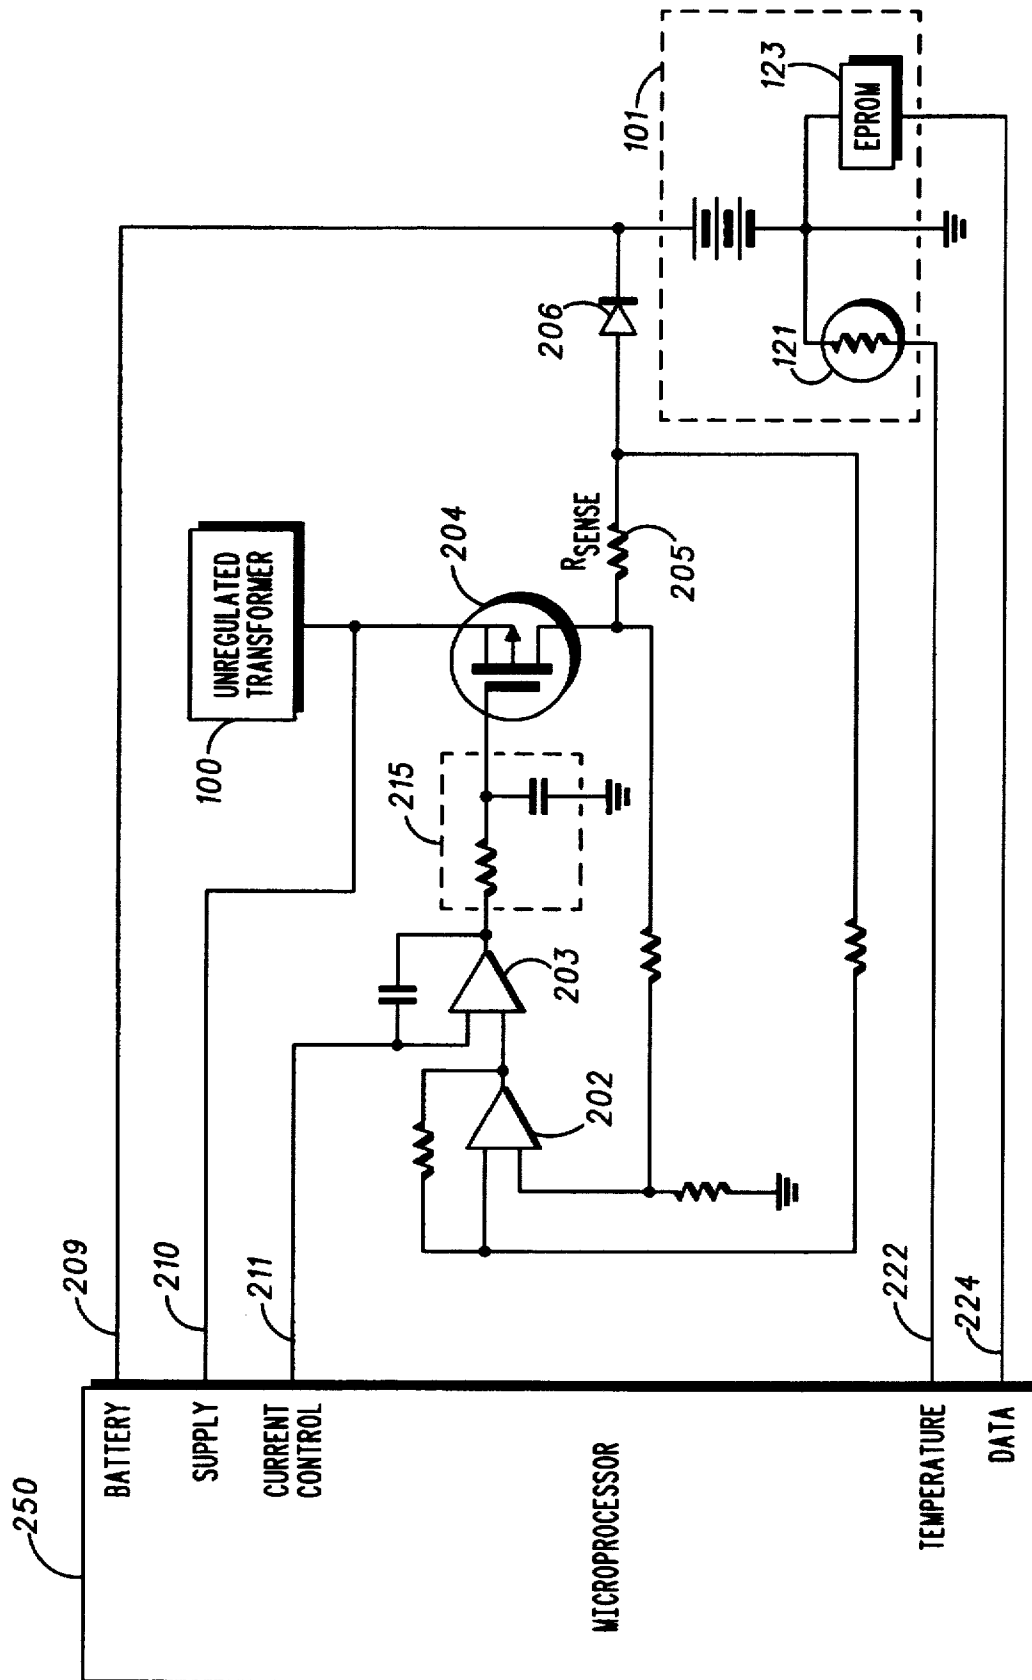 250
BATTERY
SUPPLY
CURRENT
CONTROL
MICROPROCESSOR
TEMPERATURE
DATA
209
210
211
222
224
202
203
215
100
UNREGULATED
TRANSFORMER
204
RSENSE
205
206
101
121
123
EPROM